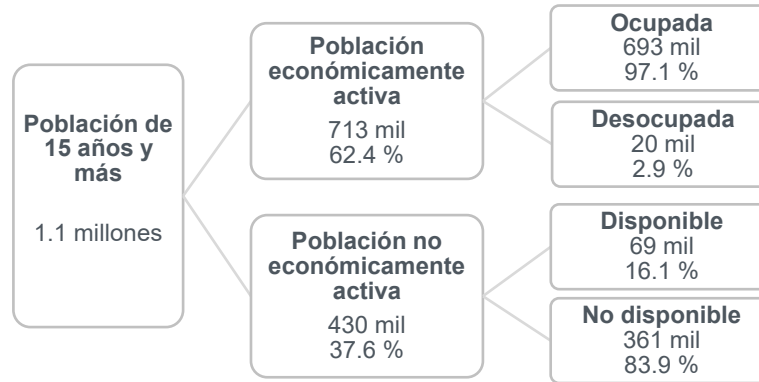 Población de
15 años y
más
1.1 millones
Población
económicamente
activa
713 mil
62.4 %
Población no
económicamente
activa
430 mil
37.6 %
Ocupada
693 mil
97.1 %
Desocupada
20 mil
2.9 %
Disponible
69 mil
16.1 %
No disponible
361 mil
83.9 %